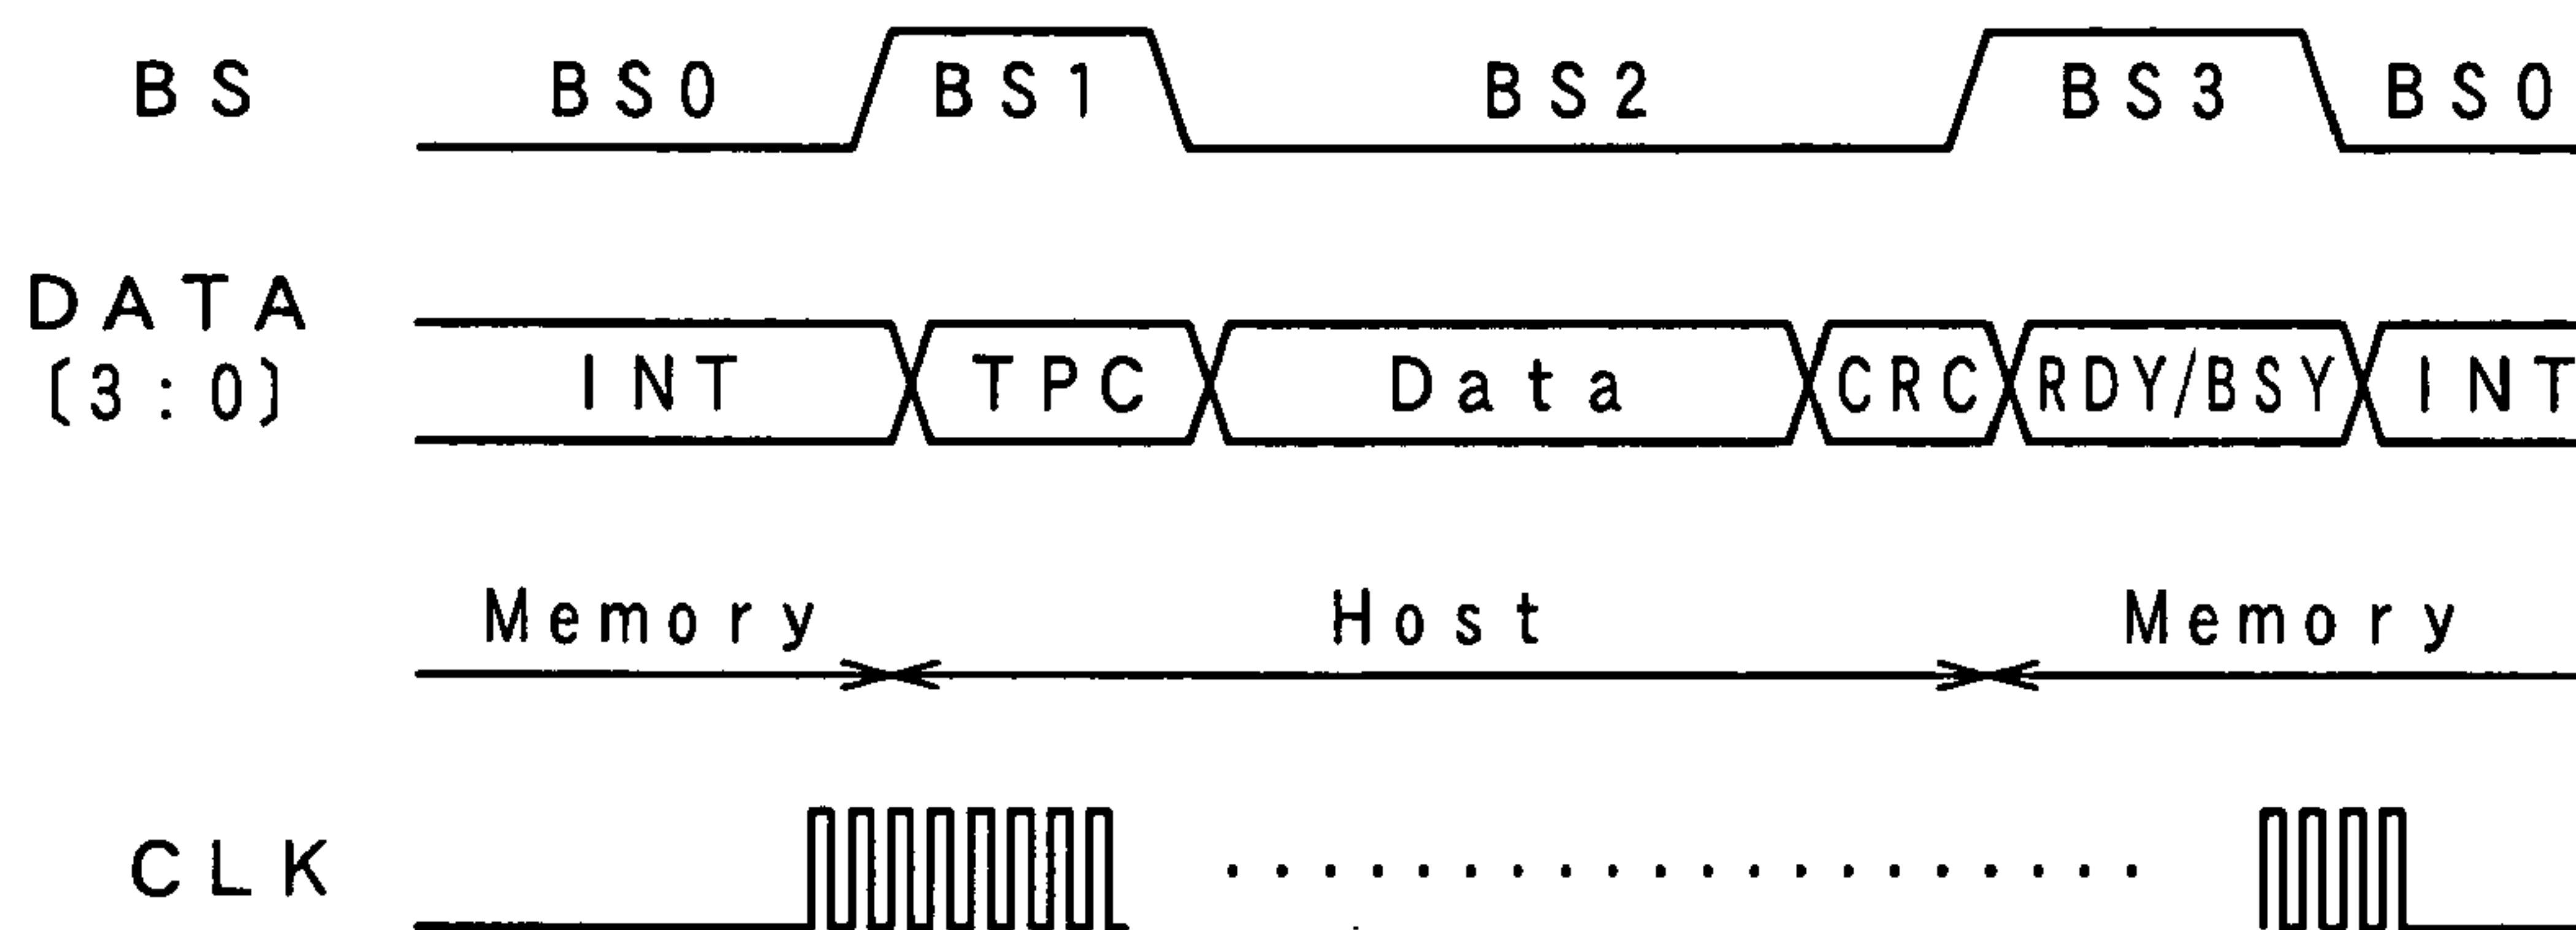 BS BS0 BS1 BS2 BS3 BS0
DATA
[3:0] INT TPC Data CRC RDY/BSY INT
Memory Host Memory
CLK